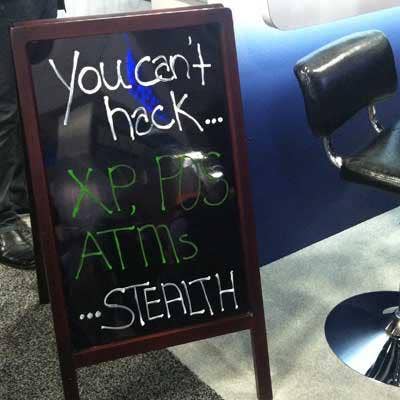 You can't
hack...
XP, POS
ATMs
...STEALTH